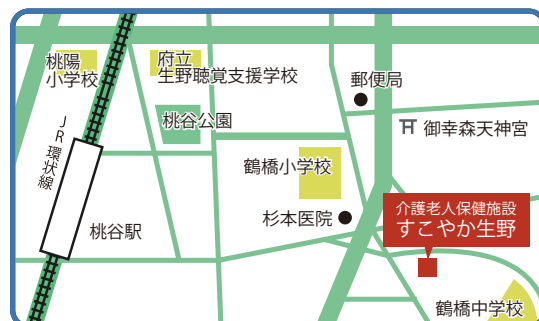 桃陽
小学校
府立
生野聴覚支援学校
郵便局
桃谷公園
御幸森天神宮
JR環状線
鶴橋小学校
介護老人保健施設
すこやか生野
杉本医院
桃谷駅
鶴橋中学校